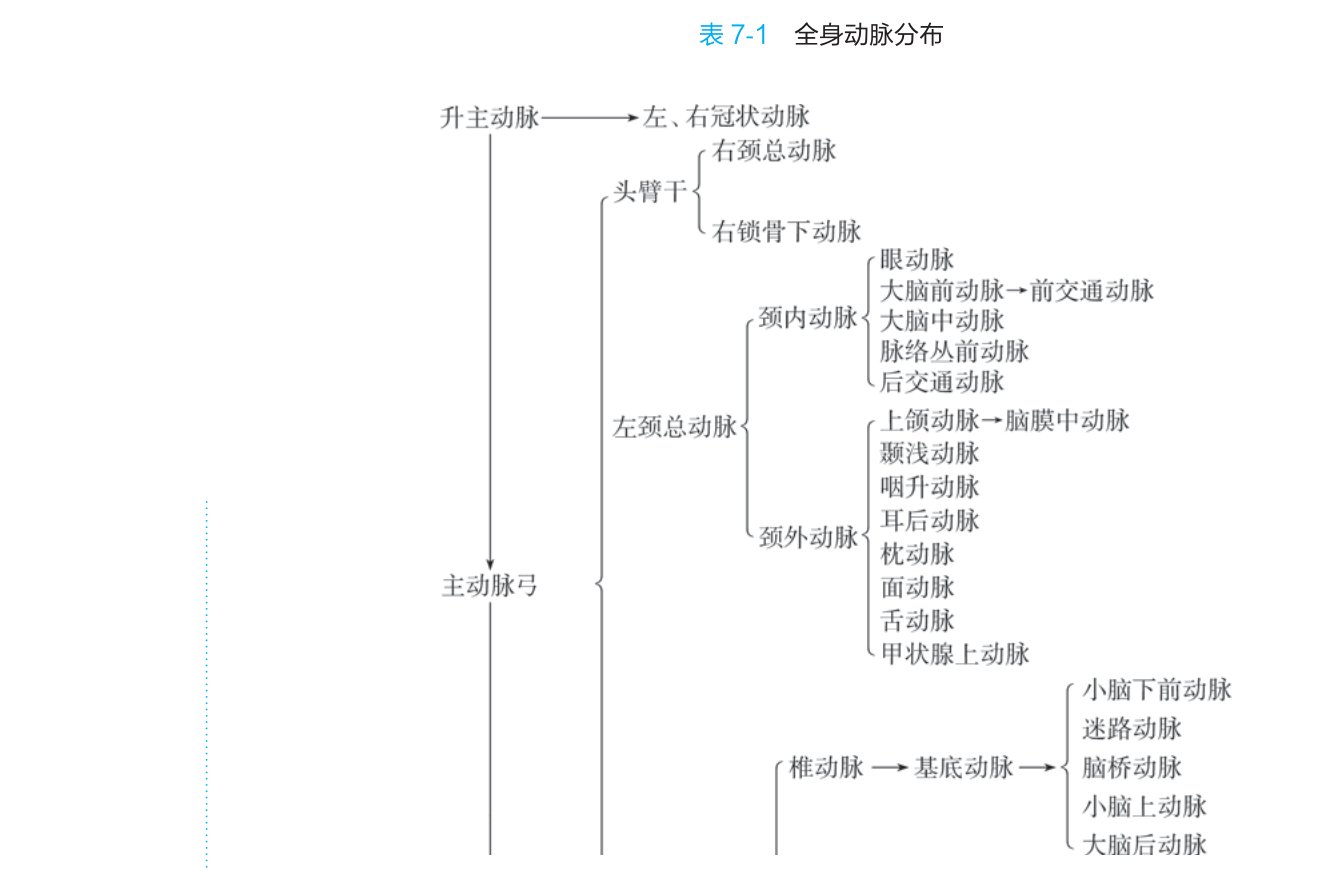 表 7-1 全身动脉分布
升主动脉→左、右冠状动脉
右颈总动脉
头臂干
右锁骨下动脉
眼动脉
大脑前动脉→前交通动脉
颈内动脉
大脑中动脉
脉络丛前动脉
后交通动脉
左颈总动脉
上颌动脉→脑膜中动脉
颞浅动脉
咽升动脉
耳后动脉
颈外动脉
枕动脉
面动脉
舌动脉
甲状腺上动脉
主动脉弓
小脑下前动脉
迷路动脉
椎动脉→基底动脉→脑桥动脉
小脑上动脉
大脑后动脉